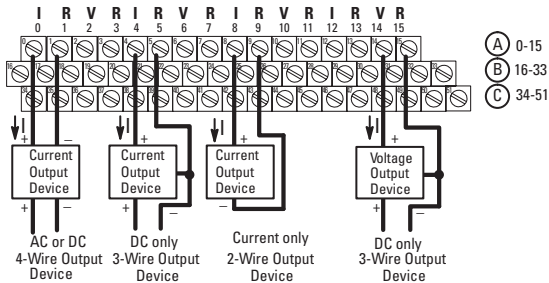 I R V R I R V R I R V R I R V R
0 1 2 3 4 5 6 7 8 9 10 11 12 13 14 15
A 0-15
B 16-33
C 34-51
I I I I
+ − + + +
Current Output Device
Current Output Device
Current Output Device
Voltage Output Device
+ − + − − + −
AC or DC
4-Wire Output
Device
DC only
3-Wire Output
Device
Current only
2-Wire Output
Device
DC only
3-Wire Output
Device